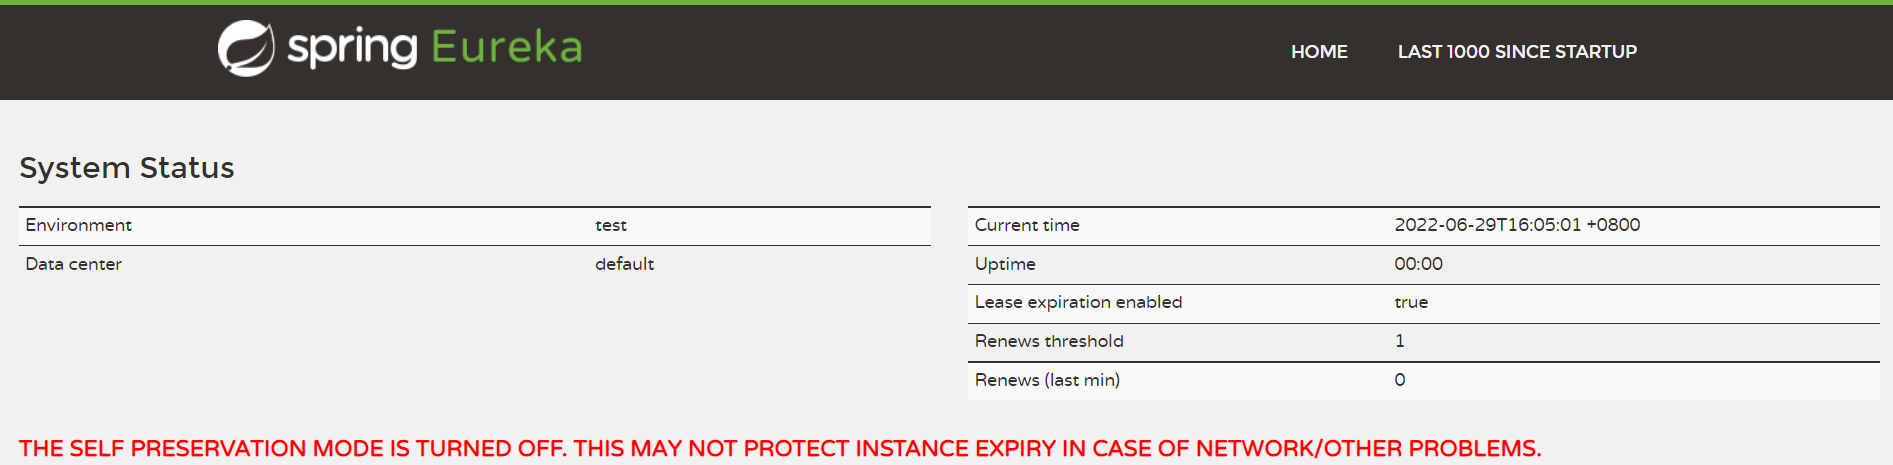 spring Eureka
HOME LAST 1000 SINCE STARTUP
System Status
Environment test
Data center default
Current time 2022-06-29T16:05:01 +0800
Uptime 00:00
Lease expiration enabled true
Renews threshold 1
Renews (last min) 0
THE SELF PRESERVATION MODE IS TURNED OFF. THIS MAY NOT PROTECT INSTANCE EXPIRY IN CASE OF NETWORK/OTHER PROBLEMS.